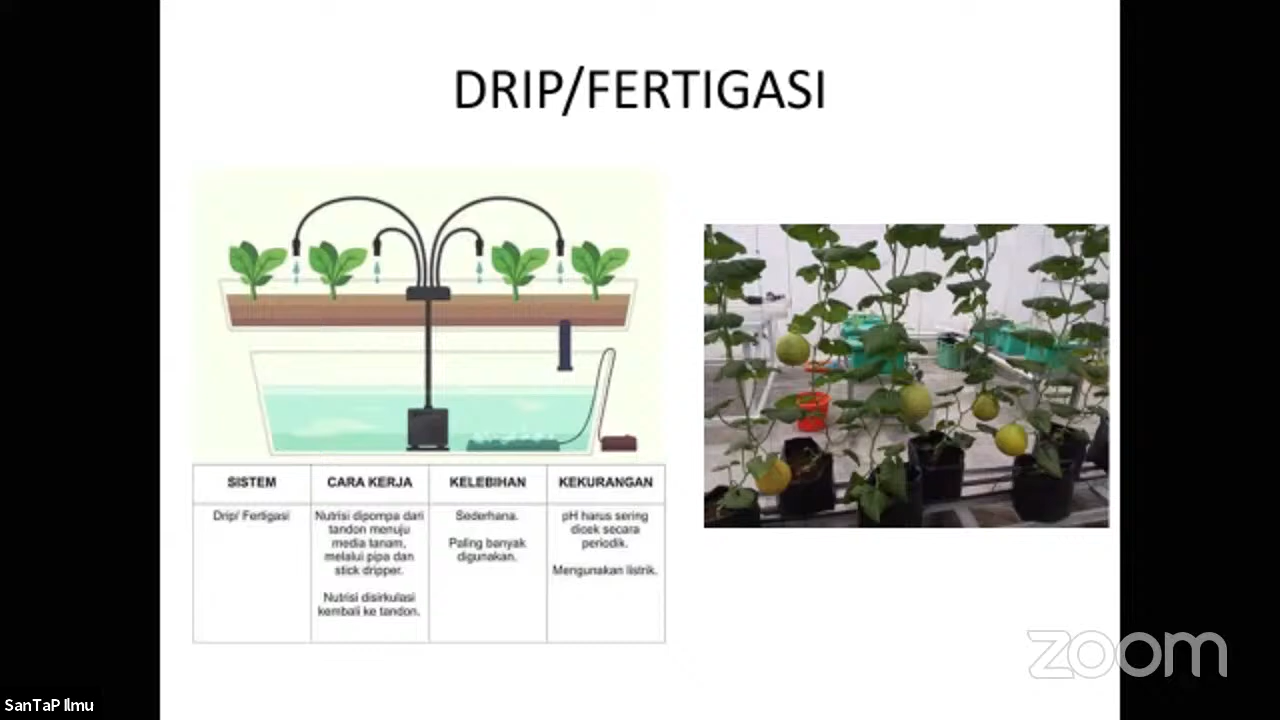 DRIP/FERTIGASI
SISTEM
CARA KERJA
KELEBIHAN
KEKURANGAN
Drip/ Fertigasi
Nutrisi dipompa dari
tandon menuju
media tanam,
melalui pipa dan
stick dripper.
Nutrisi disirkulasi
kembali ke tandon.
Sederhana.
Paling banyak
digunakan.
pH harus sering
dicek secara
periodik.
Mengunakan listrik.
zoom
SanTaP Ilmu